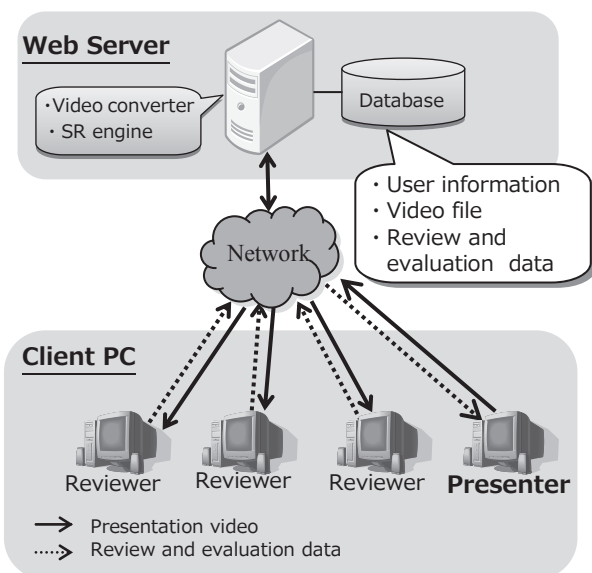 Web Server
・Video converter
・SR engine
Database
・User information
・Video file
・Review and
evaluation data
Network
Client PC
Reviewer
Reviewer
Reviewer
Presenter
Presentation video
Review and evaluation data